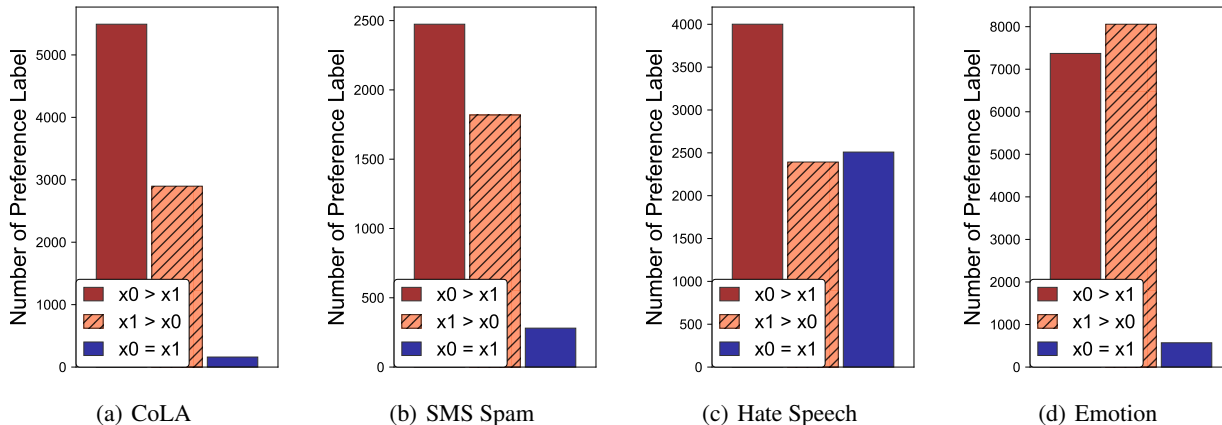 Number of Preference Label
5000
4000
3000
2000
1000
0
x0 > x1
x1 > x0
x0 = x1
(a) CoLA
Number of Preference Label
2500
2000
1500
1000
500
0
x0 > x1
x1 > x0
x0 = x1
(b) SMS Spam
Number of Preference Label
4000
3500
3000
2500
2000
1500
1000
500
0
x0 > x1
x1 > x0
x0 = x1
(c) Hate Speech
Number of Preference Label
8000
7000
6000
5000
4000
3000
2000
1000
0
x0 > x1
x1 > x0
x0 = x1
(d) Emotion